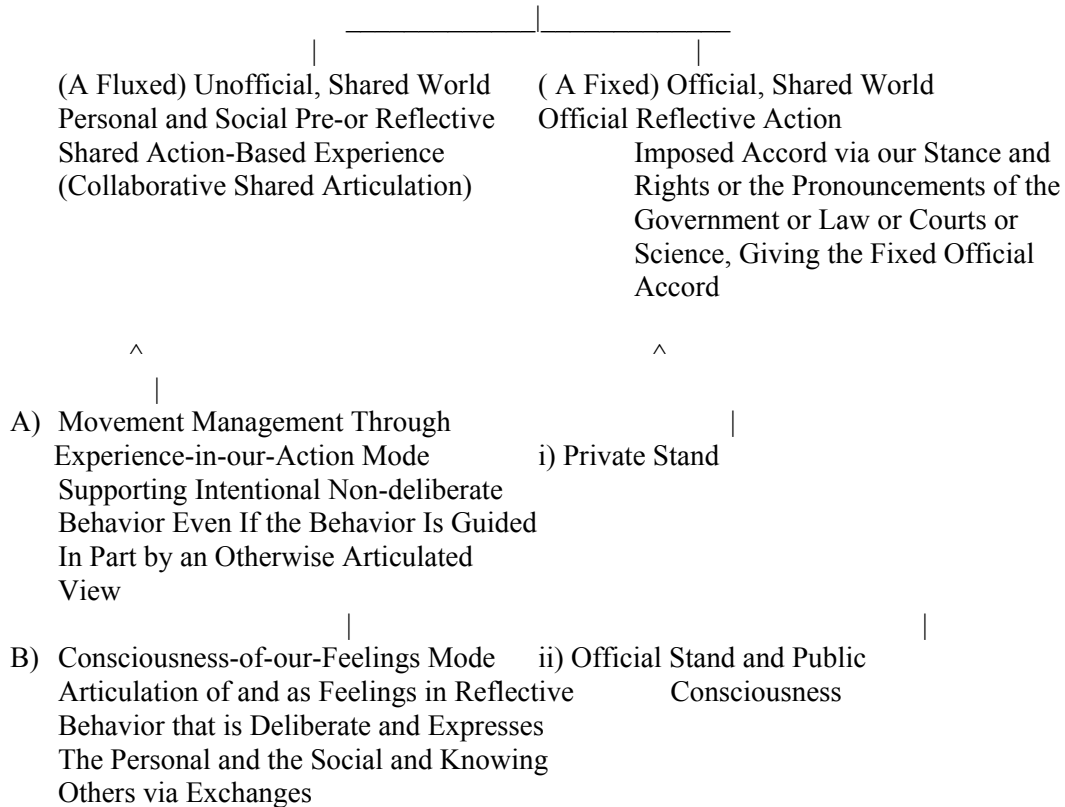 (A Fluxed) Unofficial, Shared World
Personal and Social Pre-or Reflective
Shared Action-Based Experience
(Collaborative Shared Articulation)
( A Fixed) Official, Shared World
Official Reflective Action
Imposed Accord via our Stance and
Rights or the Pronouncements of the
Government or Law or Courts or
Science, Giving the Fixed Official
Accord
^ ^
A) Movement Management Through
Experience-in-our-Action Mode
Supporting Intentional Non-deliberate
Behavior Even If the Behavior Is Guided
In Part by an Otherwise Articulated
View
i) Private Stand
B) Consciousness-of-our-Feelings Mode
Articulation of and as Feelings in Reflective
Behavior that is Deliberate and Expresses
The Personal and the Social and Knowing
Others via Exchanges
ii) Official Stand and Public
Consciousness